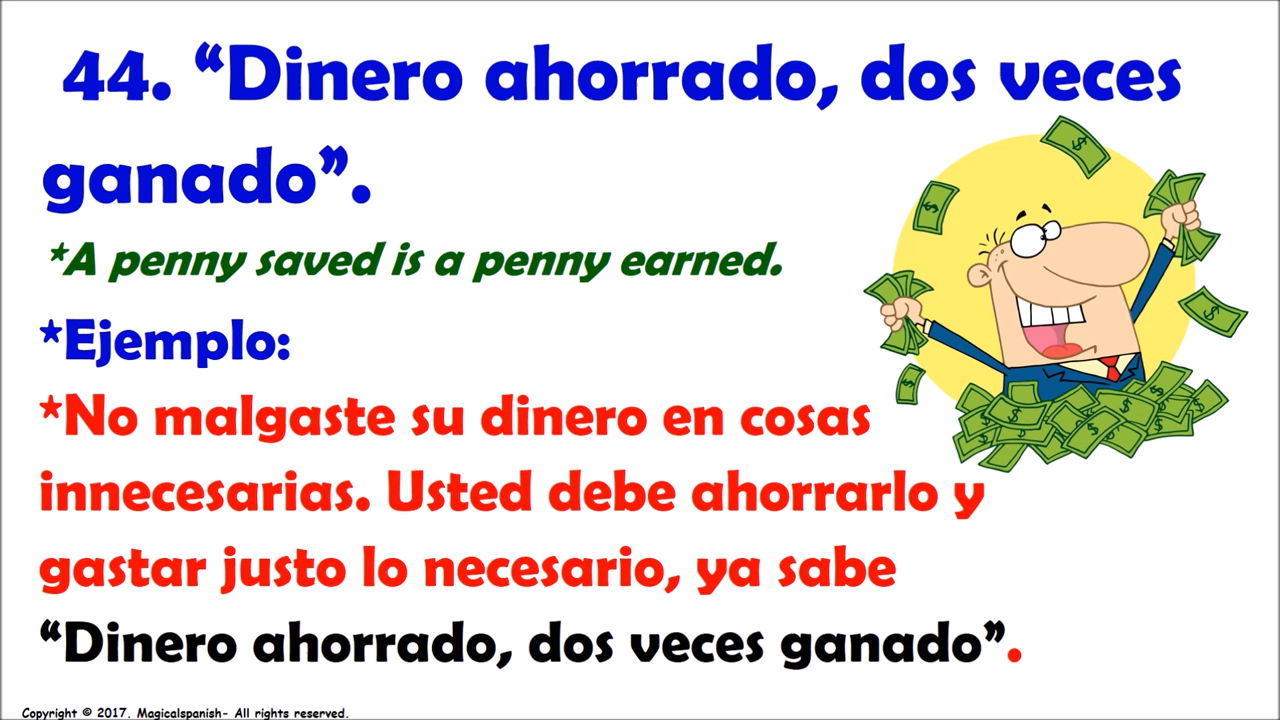 44. “Dinero ahorrado, dos veces
ganado”.
*A penny saved is a penny earned.
*Ejemplo:
*No malgaste su dinero en cosas
innecesarias. Usted debe ahorrarlo y
gastar justo lo necesario, ya sabe
“Dinero ahorrado, dos veces ganado”.
Copyright © 2017. Magicalspanish- All rights reserved.